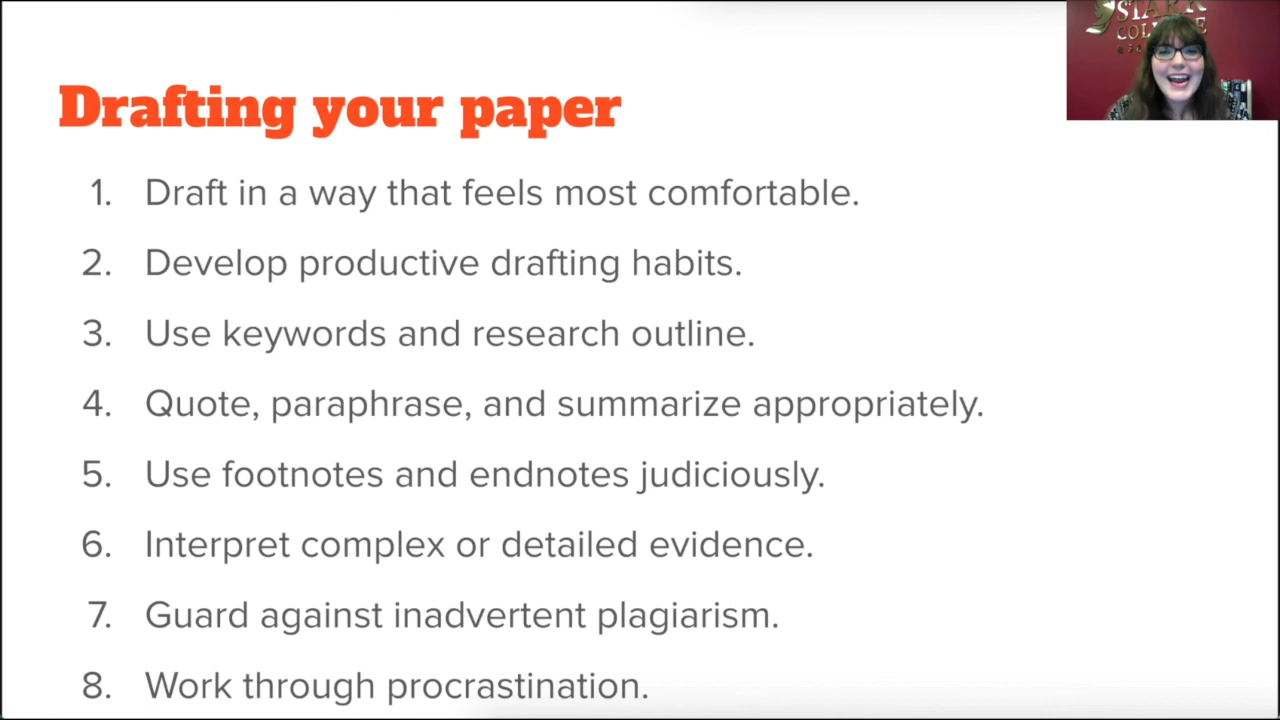 STARK
COLLEGE
Drafting your paper
1. Draft in a way that feels most comfortable.
2. Develop productive drafting habits.
3. Use keywords and research outline.
4. Quote, paraphrase, and summarize appropriately.
5. Use footnotes and endnotes judiciously.
6. Interpret complex or detailed evidence.
7. Guard against inadvertent plagiarism.
8. Work through procrastination.